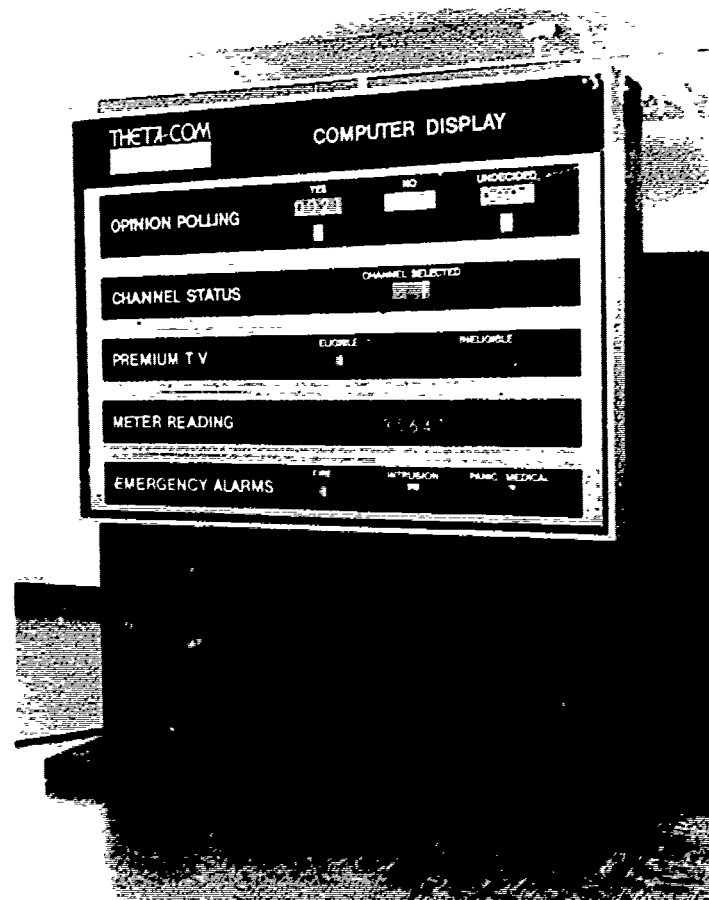 THETA-COM
COMPUTER DISPLAY
YES NO UNDECIDED
OPINION POLLING
CHANNEL SELECTED
CHANNEL STATUS
ELIGIBLE INELIGIBLE
PREMIUM T V
METER READING
FIRE INTRUSION PANIC MEDICAL
EMERGENCY ALARMS